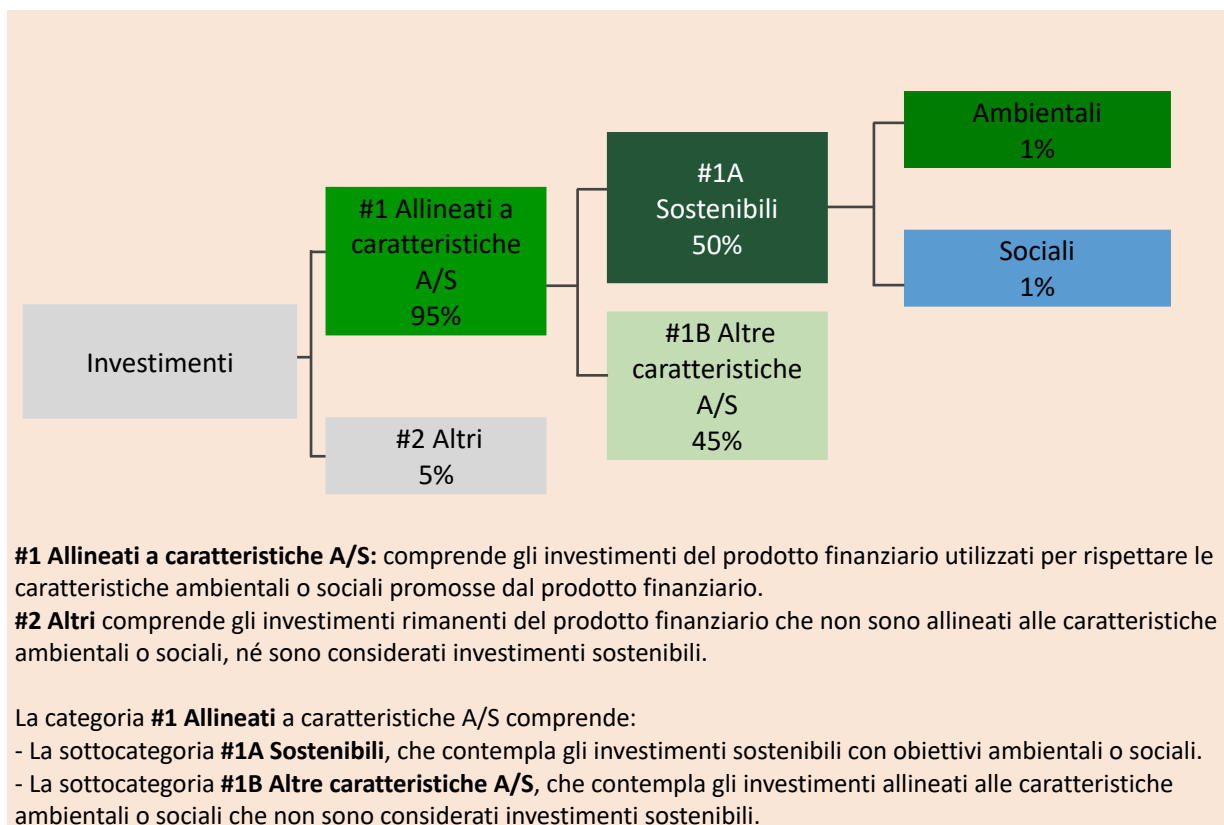 Investimenti
#1 Allineati a
caratteristiche
A/S
95%
#2 Altri
5%
#1A
Sostenibili
50%
#1B Altre
caratteristiche
A/S
45%
Ambientali
1%
Sociali
1%
#1 Allineati a caratteristiche A/S: comprende gli investimenti del prodotto finanziario utilizzati per rispettare le
caratteristiche ambientali o sociali promosse dal prodotto finanziario.
#2 Altri comprende gli investimenti rimanenti del prodotto finanziario che non sono allineati alle caratteristiche
ambientali o sociali, né sono considerati investimenti sostenibili.
La categoria #1 Allineati a caratteristiche A/S comprende:
- La sottocategoria #1A Sostenibili, che contempla gli investimenti sostenibili con obiettivi ambientali o sociali.
- La sottocategoria #1B Altre caratteristiche A/S, che contempla gli investimenti allineati alle caratteristiche
ambientali o sociali che non sono considerati investimenti sostenibili.